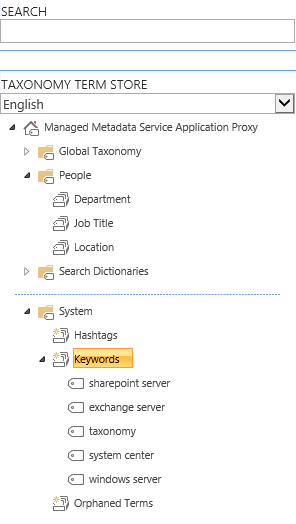 SEARCH
TAXONOMY TERM STORE
English
Managed Metadata Service Application Proxy
Global Taxonomy
People
Department
Job Title
Location
Search Dictionaries
System
Hashtags
Keywords
sharepoint server
exchange server
taxonomy
system center
windows server
Orphaned Terms